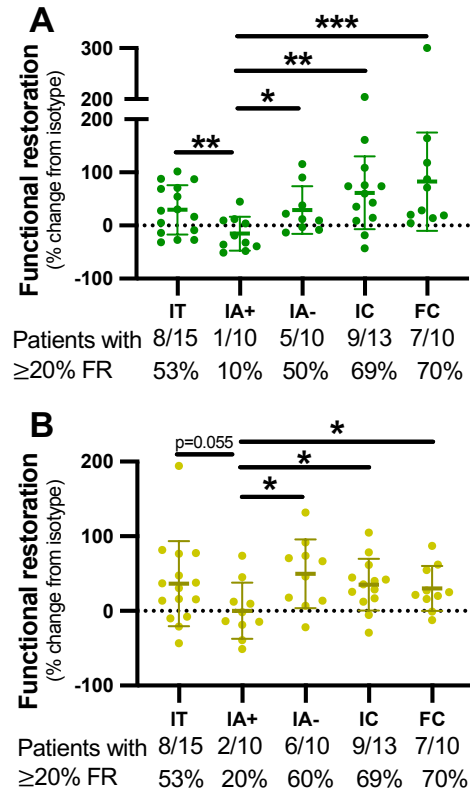 A
Functional restoration
(% change from isotype)
300
200
200
100
0
-100
***
**
*
**
IT IA+ IA- IC FC
Patients with 8/15 1/10 5/10 9/13 7/10
≥20% FR 53% 10% 50% 69% 70%
B
Functional restoration
(% change from isotype)
200
100
0
-100
p=0.055
*
*
*
IT IA+ IA- IC FC
Patients with 8/15 2/10 6/10 9/13 7/10
≥20% FR 53% 20% 60% 69% 70%